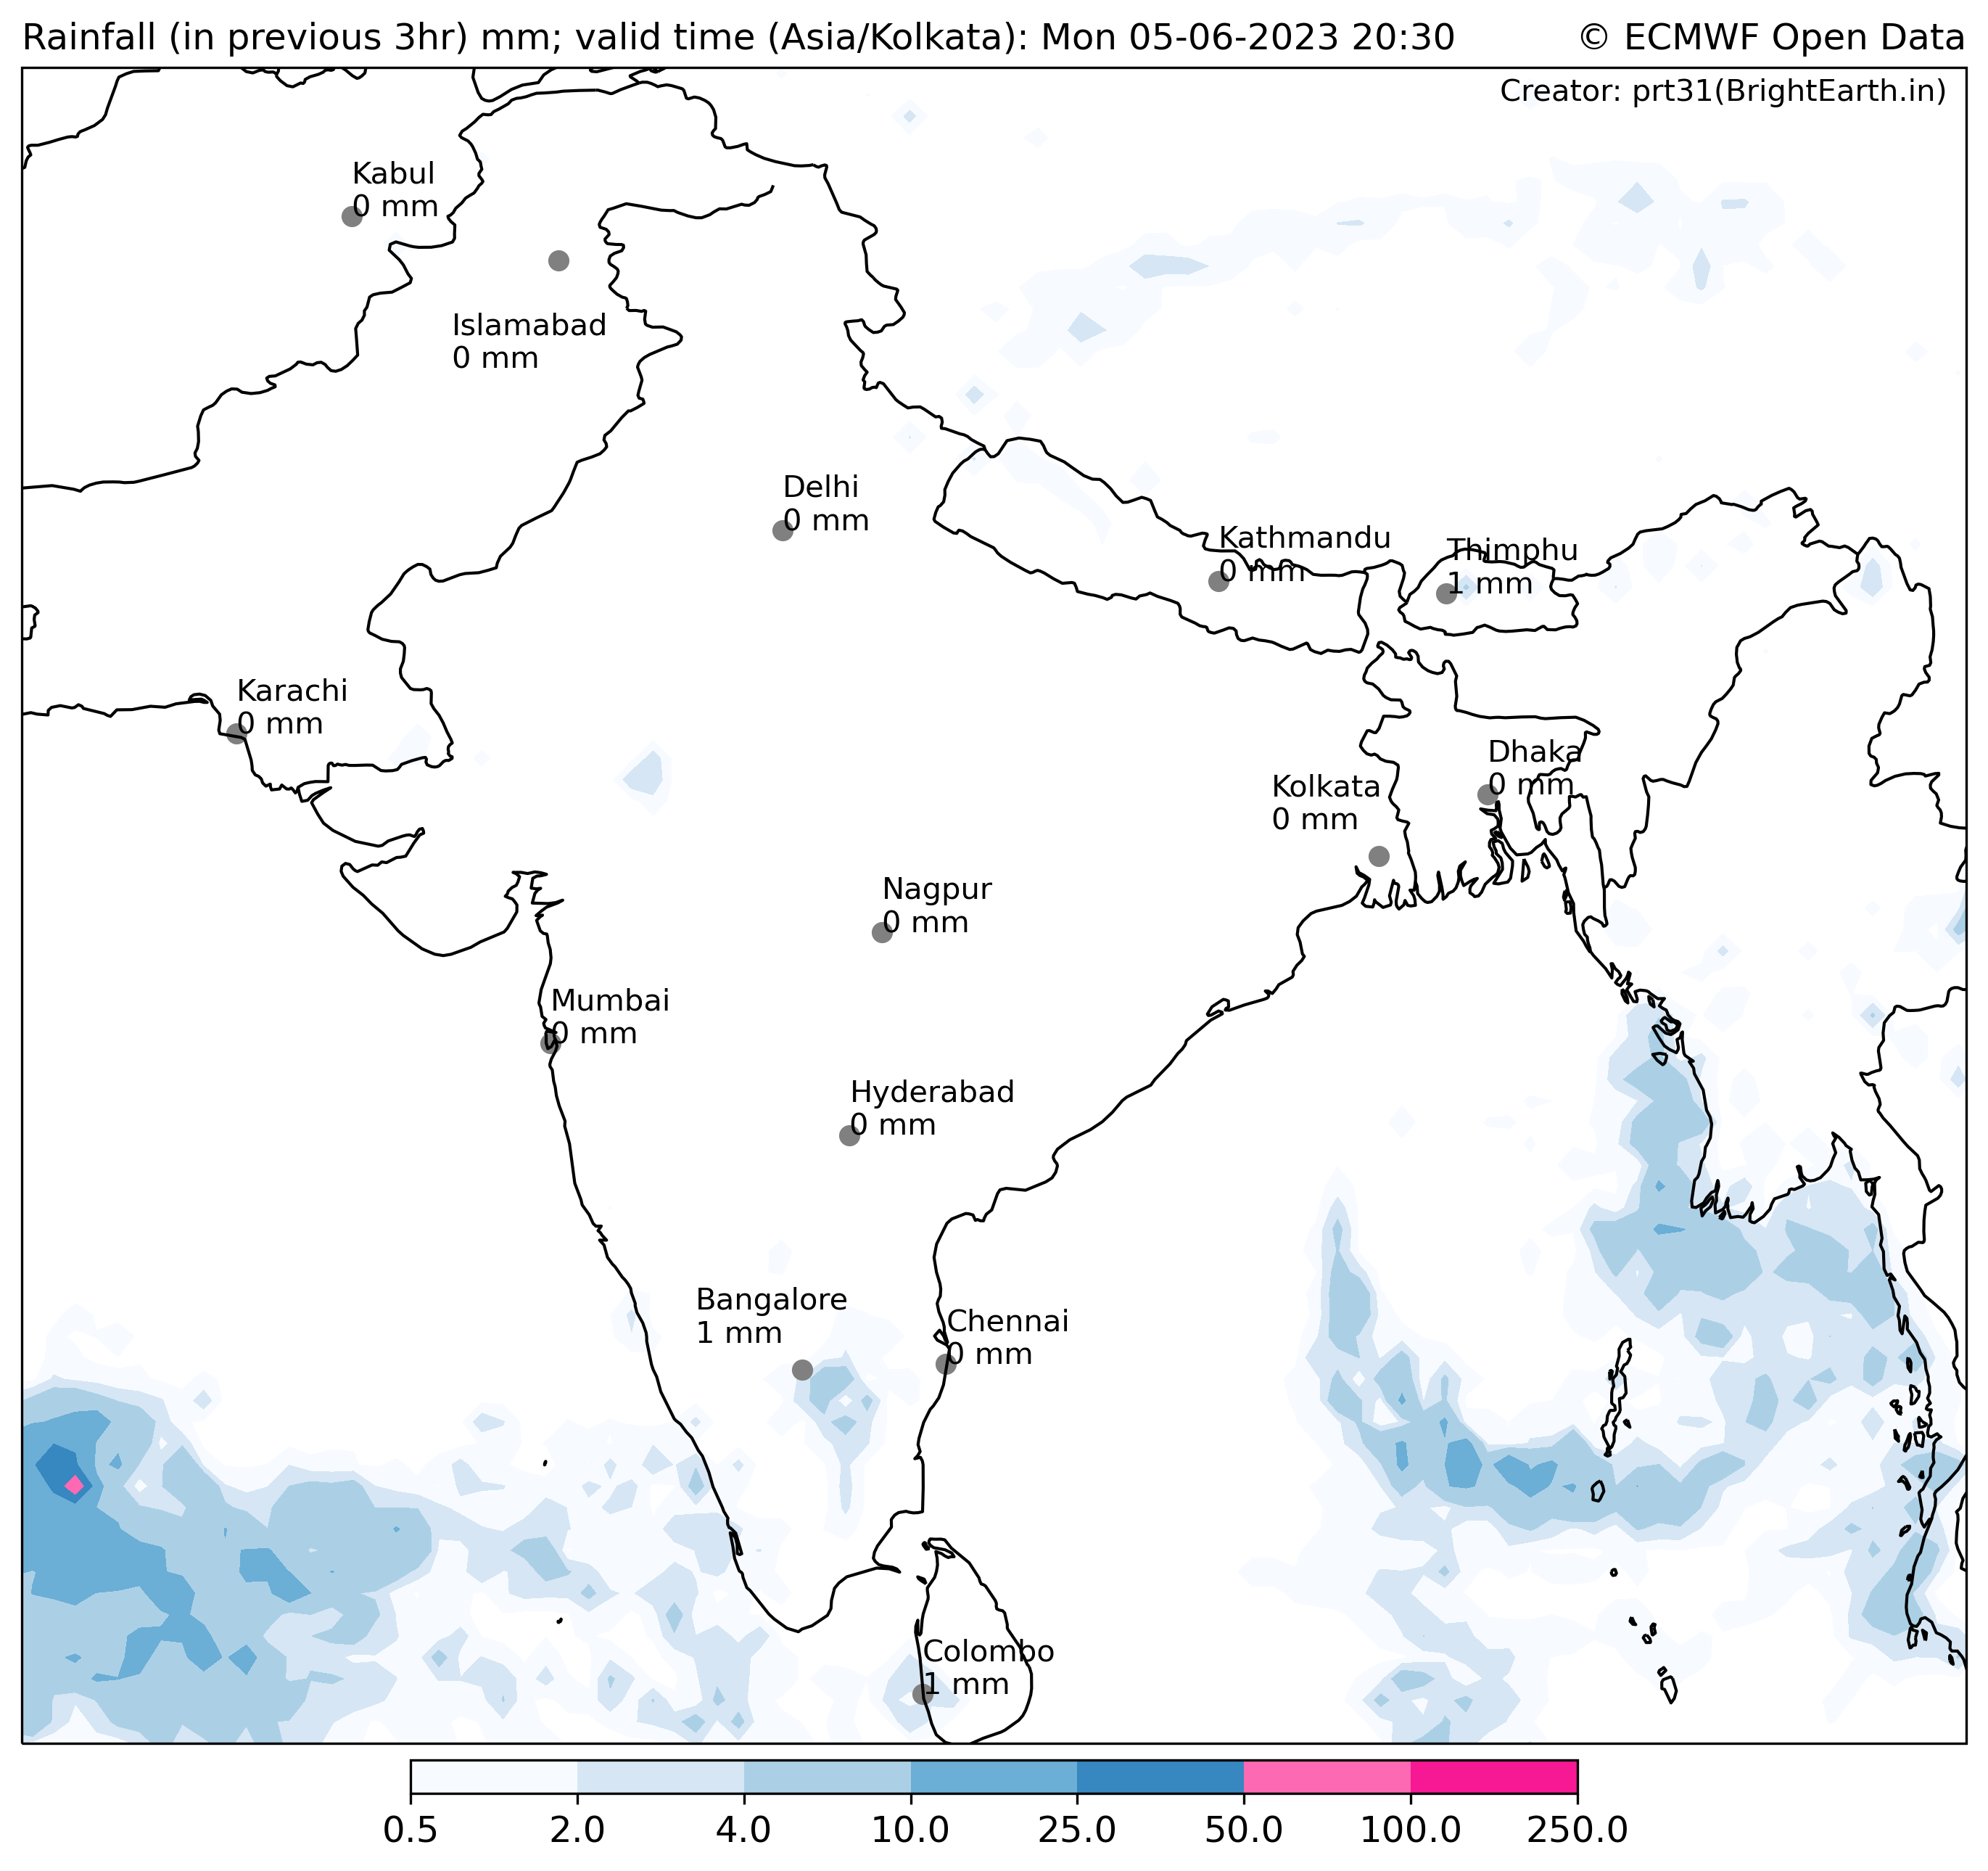 Rainfall (in previous 3hr) mm; valid time (Asia/Kolkata): Mon 05-06-2023 20:30 © ECMWF Open Data
Creator: prt31(BrightEarth.in)
Kabul
0 mm
Islamabad
0 mm
Delhi
0 mm
Kathmandu
0 mm
Thimphu
1 mm
Karachi
0 mm
Dhaka
0 mm
Kolkata
0 mm
Nagpur
0 mm
Mumbai
0 mm
Hyderabad
0 mm
Bangalore
1 mm
Chennai
0 mm
Colombo
1 mm
0.5 2.0 4.0 10.0 25.0 50.0 100.0 250.0